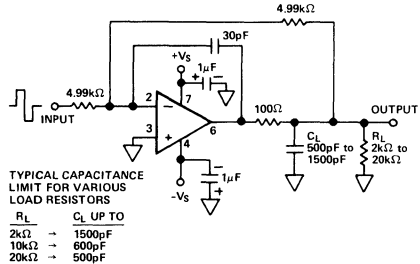 4.99kΩ
30pF
+VS
1µF
+ −
4.99kΩ
2
−
7
INPUT
3
+
6
4
100Ω
OUTPUT
CL
500pF to
1500pF
RL
2kΩ to
20kΩ
−
1µF
+
−VS
TYPICAL CAPACITANCE
LIMIT FOR VARIOUS
LOAD RESISTORS
RL CL UP TO
2kΩ → 1500pF
10kΩ → 600pF
20kΩ → 500pF